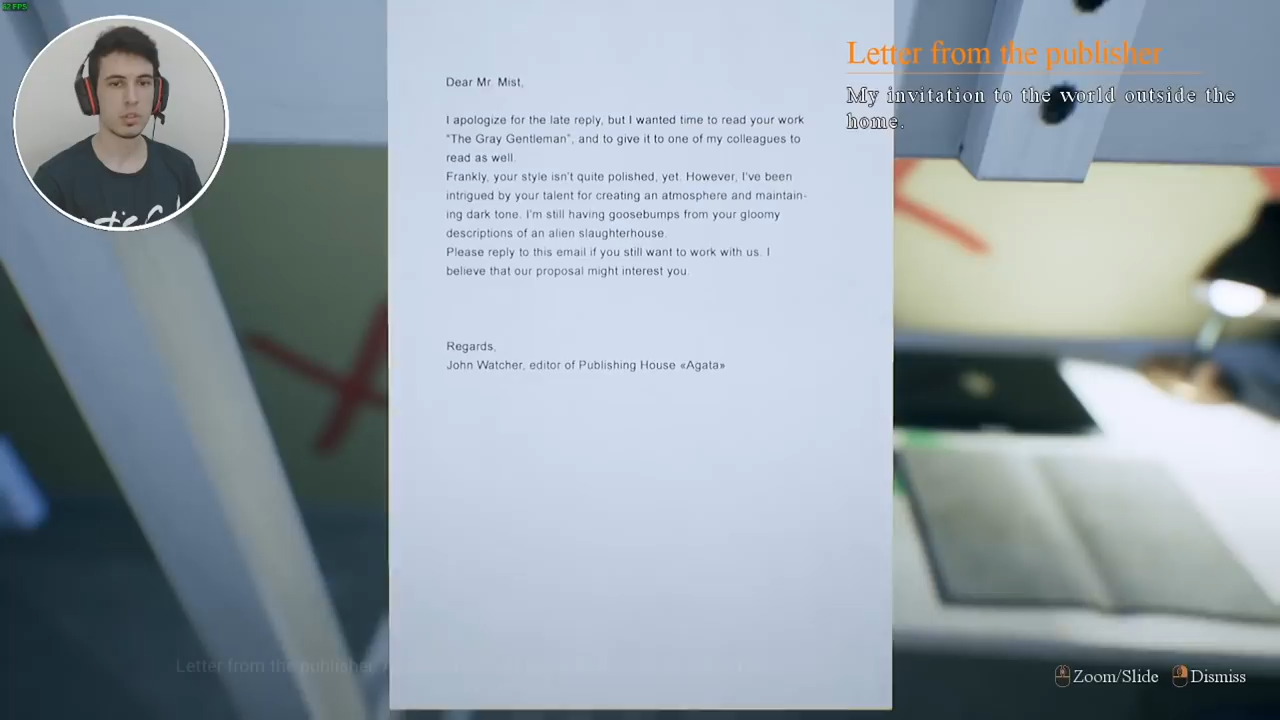 62 FPS
Letter from the publisher
My invitation to the world outside the
home.
Dear Mr. Mist,
I apologize for the late reply, but I wanted time to read your work
"The Gray Gentleman", and to give it to one of my colleagues to
read as well.
Frankly, your style isn't quite polished, yet. However, I've been
intrigued by your talent for creating an atmosphere and maintain-
ing dark tone. I'm still having goosebumps from your gloomy
descriptions of an alien slaughterhouse.
Please reply to this email if you still want to work with us. I
believe that our proposal might interest you.
Regards,
John Watcher, editor of Publishing House «Agata»
Letter from the publisher
Zoom/Slide
Dismiss